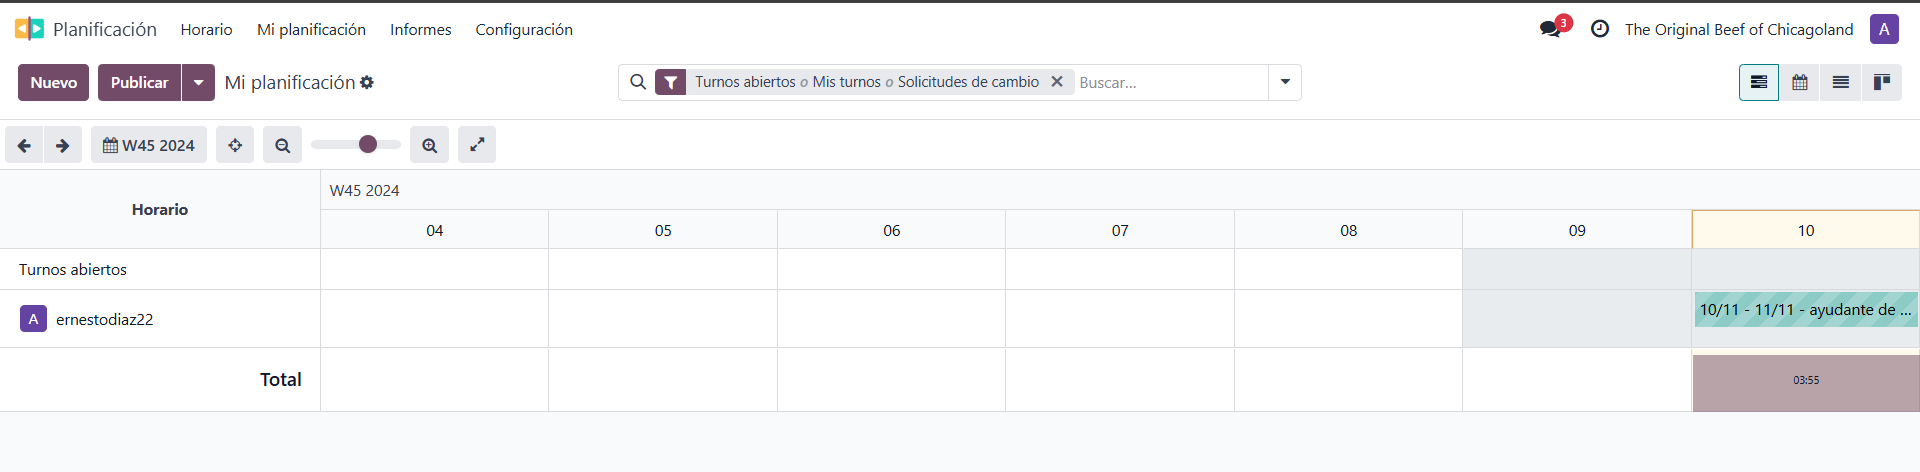 Planificación Horario Mi planificación Informes Configuración 3 The Original Beef of Chicagoland A
Nuevo Publicar Mi planificación Turnos abiertos o Mis turnos o Solicitudes de cambio Buscar...
W45 2024
Horario W45 2024
04 05 06 07 08 09 10
Turnos abiertos
A ernestodiaz22 10/11 - 11/11 - ayudante de ...
Total 03:55